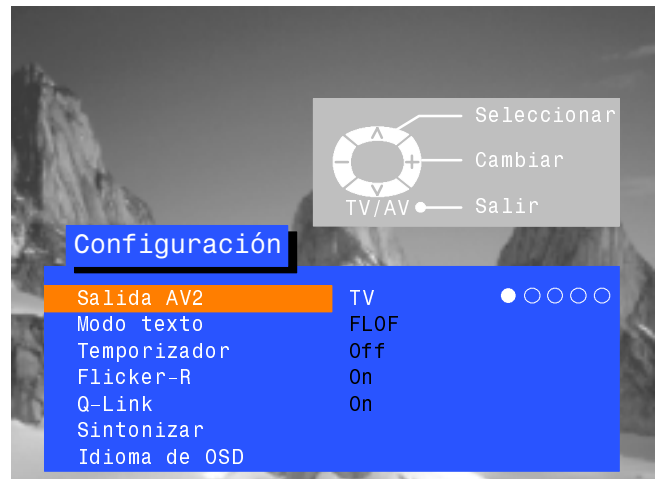 Seleccionar
Cambiar
TV/AV Salir
Configuración
Salida AV2 TV
Modo texto FLOF
Temporizador Off
Flicker-R On
Q-Link On
Sintonizar
Idioma de OSD